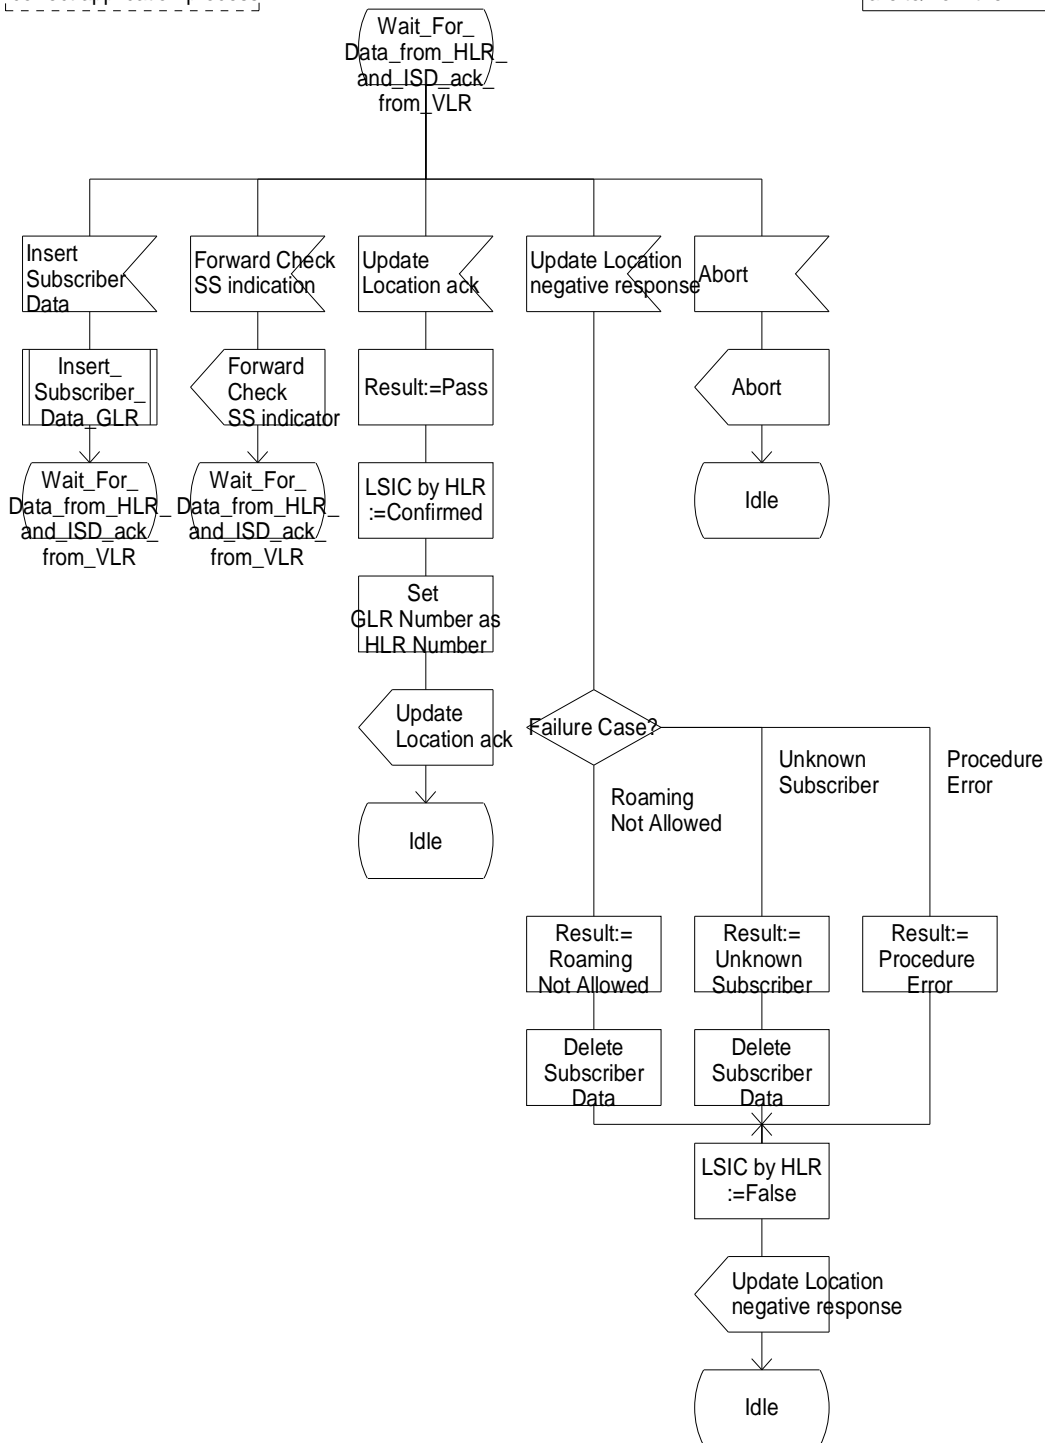 Wait_For_
Data_from_HLR_
and_ISD_ack_
from_VLR
Insert
Subscriber
Data
Forward Check
SS indication
Update
Location ack
Update Location
negative response
Abort
Insert_
Subscriber_
Data_GLR
Forward
Check
SS indicator
Result:=Pass
Abort
Wait_For_
Data_from_HLR_
and_ISD_ack_
from_VLR
Wait_For_
Data_from_HLR_
and_ISD_ack_
from_VLR
LSIC by HLR
:=Confirmed
Idle
Set
GLR Number as
HLR Number
Update
Location ack
Failure Case?
Roaming
Not Allowed
Unknown
Subscriber
Procedure
Error
Idle
Result:=
Roaming
Not Allowed
Result:=
Unknown
Subscriber
Result:=
Procedure
Error
Delete
Subscriber
Data
Delete
Subscriber
Data
LSIC by HLR
:=False
Update Location
negative response
Idle